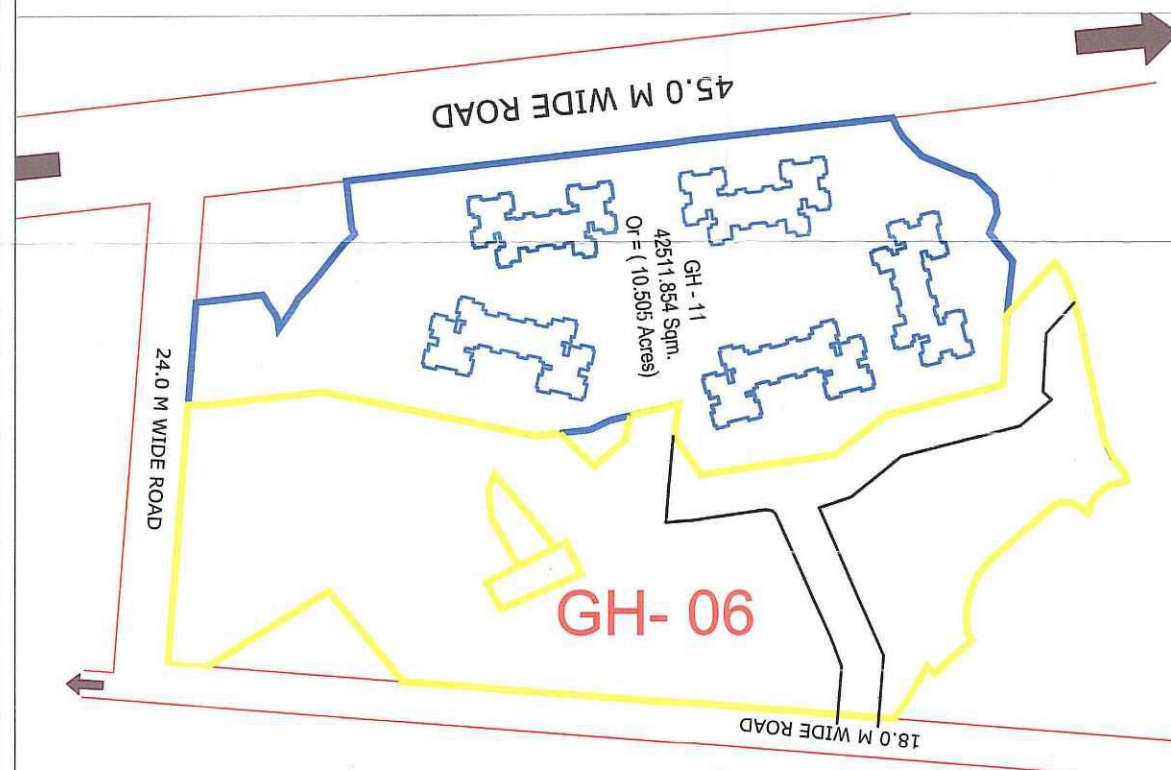 45.0 M WIDE ROAD
GH - 11
42511.854 Sqm.
Or = ( 10.505 Acres)
24.0 M WIDE ROAD
GH- 06
18.0 M WIDE ROAD